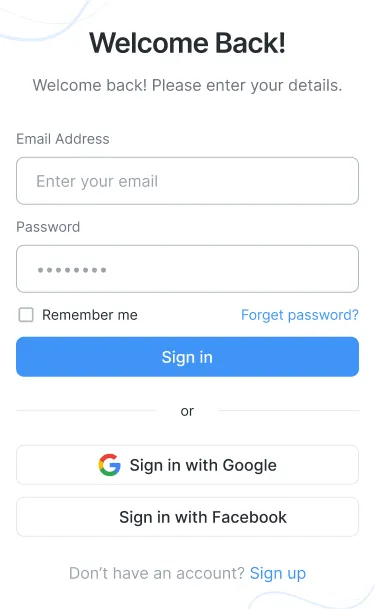 Welcome Back!
Welcome back! Please enter your details.
Email Address
Enter your email
Password
••••••••
Remember me Forget password?
Sign in
or
Sign in with Google
Sign in with Facebook
Don’t have an account? Sign up